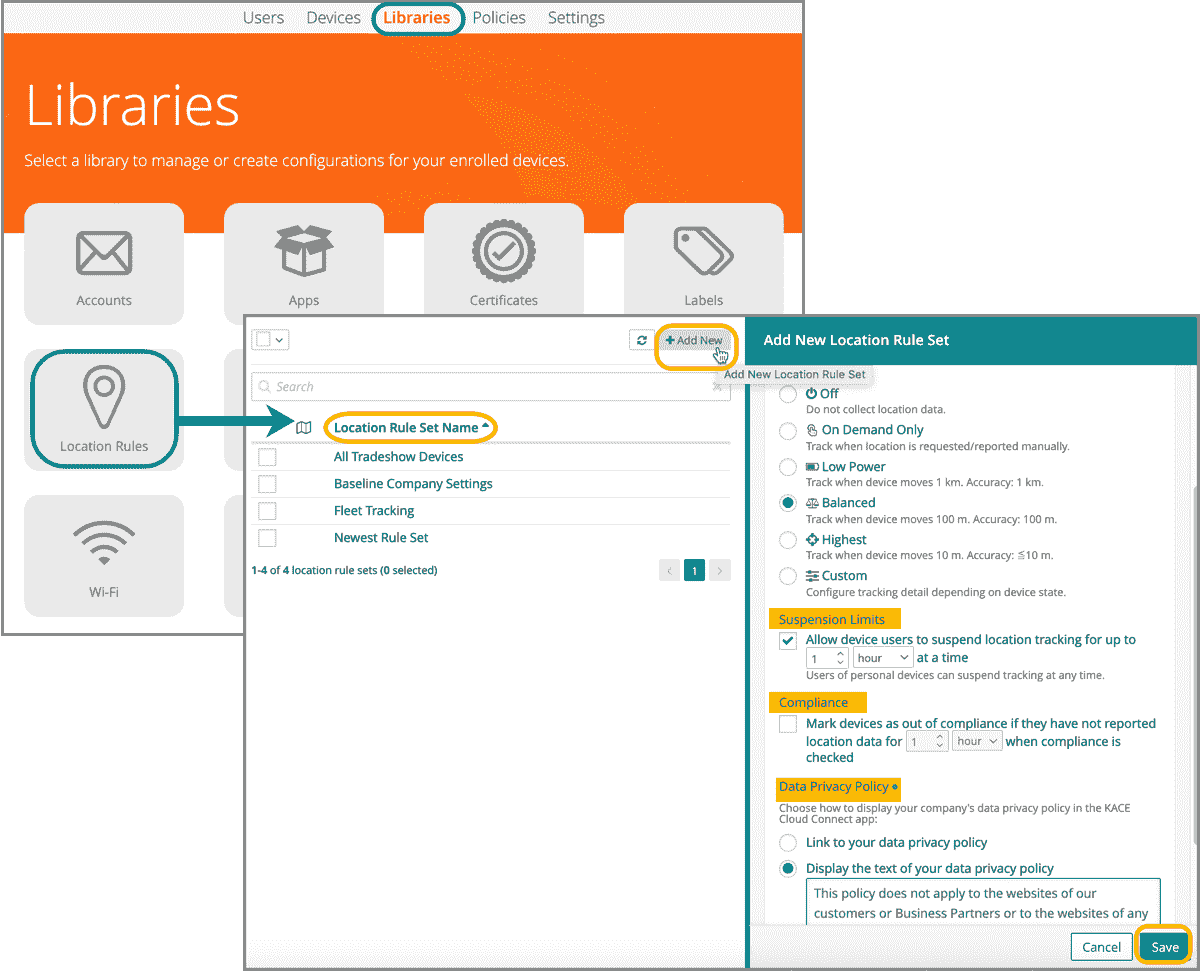 Users Devices Libraries Policies Settings
Libraries
Select a library to manage or create configurations for your enrolled devices.
Accounts
Apps
Certificates
Labels
Location Rules
Wi-Fi
Add New
Add New Location Rule Set
Search
Location Rule Set Name
All Tradeshow Devices
Baseline Company Settings
Fleet Tracking
Newest Rule Set
1-4 of 4 location rule sets (0 selected)
1
Add New Location Rule Set
Off
Do not collect location data.
On Demand Only
Track when location is requested/reported manually.
Low Power
Track when device moves 1 km. Accuracy: 1 km.
Balanced
Track when device moves 100 m. Accuracy: 100 m.
Highest
Track when device moves 10 m. Accuracy: ≦10 m.
Custom
Configure tracking detail depending on device state.
Suspension Limits
Allow device users to suspend location tracking for up to
1 hour at a time
Users of personal devices can suspend tracking at any time.
Compliance
Mark devices as out of compliance if they have not reported
location data for 1 hour when compliance is
checked
Data Privacy Policy
Choose how to display your company's data privacy policy in the KACE
Cloud Connect app:
Link to your data privacy policy
Display the text of your data privacy policy
This policy does not apply to the websites of our
customers or Business Partners or to the websites of any
Cancel Save